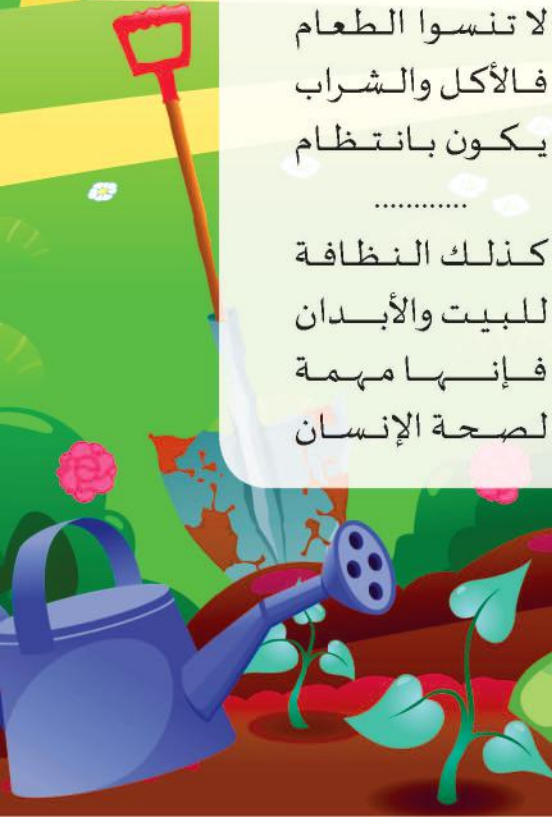 لا تنسوا الطعام
فالأكل والشراب
يكون بانتظام
............
كذلك النظافة
للبيت والأبدان
فإنها مهمة
لصحة الإنسان